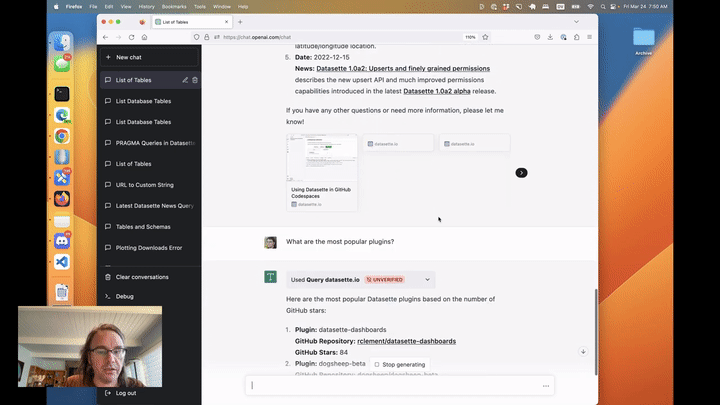 Firefox File Edit View History Bookmarks Tools Window Help
Fri Mar 24 7:50 AM
List of Tables
https://chat.openai.com/chat
110%
Archive
New chat
List of Tables
List Database Tables
List Database Tables
PRAGMA Queries in Datasett
List of Tables
URL to Custom String
Latest Datasette News Query
Tables and Schemas
Plotting Downloads Error
Clear conversations
Debug
Log out
latitude/longitude location.
5. Date: 2022-12-15
News: Datasette 1.0a2: Upserts and finely grained permissions
describes the new upsert API and much improved permissions
capabilities introduced in the latest Datasette 1.0a2 alpha release.
If you have any other questions or need more information, please let me
know!
Using Datasette in GitHub
Codespaces
datasette.io
datasette.io
datasette.io
What are the most popular plugins?
Used Query datasette.io UNVERIFIED
Here are the most popular Datasette plugins based on the number of
GitHub stars:
1. Plugin: datasette-dashboards
GitHub Repository: rclement/datasette-dashboards
GitHub Stars: 84
2. Plugin: dogsheep-beta
Stop generating
GitHub Repository: dogsheep/dogsheep-beta